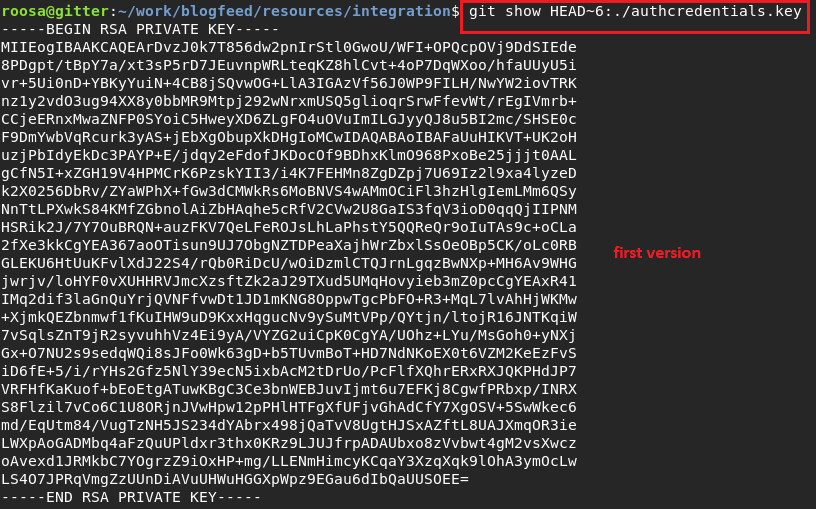 roosa@gitter:~/work/blogfeed/resources/integration$ git show HEAD~6:./authcredentials.key
-----BEGIN RSA PRIVATE KEY-----
MIIEogIBAAKCAQEArDvzJ0k7T856dw2pnIrStl0GwoU/WFI+OPQcpOVj9DdSIEde
8PDgpt/tBpY7a/xt3sP5rD7JEuvnpWRLteqKZ8hlCvt+4oP7DqWXoo/hfaUUyU5i
vr+5Ui0nD+YBKyYuiN+4CB8jSQvwOG+LlA3IGAzVf56J0WP9FILH/NwYW2iovTRK
nz1y2vdO3ug94XX8y0bbMR9Mtpj292wNrxmUSQ5glioqrSrwFfevWt/rEgIVmrb+
CCjeERnxMwaZNFP0SYoiC5HweyXD6ZLgFO4uOVuImILGJyyQJ8u5BI2mc/SHSE0c
F9DmYwbVqRcurk3yAS+jEbXgObupXkDHgIoMCwIDAQABAoIBAFaUuHIKVT+UK2oH
uzjPbIdyEkDc3PAYP+E/jdqy2eFdofJKDocOf9BDhxKlmO968PxoBe25jjjt0AAL
gCfN5I+xZGH19V4HPMCrK6PzskYII3/i4K7FEHMn8ZgDZpj7U69Iz2l9xa4lyzeD
k2X0256DbRv/ZYaWPhX+fGw3dCMWkRs6MoBNVS4wAMmOCiFl3hzHlgIemLMm6QSy
NnTtLPXwkS84KMfZGbnolAiZbHAqhe5cRfV2CVw2U8GaIS3fqV3ioD0qqQjIIPNM
HSRik2J/7Y7OuBRQN+auzFKV7QeLFeROJsLhLaPhstY5QQReQr9oIuTAs9c+oCLa
2fXe3kkCgYEA367aoOTisun9UJ7ObgNZTDPeaXajhWrZbxlSsOeOBp5CK/oLc0RB
GLEKU6HtUuKFvlXdJ22S4/rQb0RiDcU/wOiDzmlCTQJrnLgqzBwNXp+MH6Av9WHG
jwrjv/loHYF0vXUHHRVJmcXzsftZk2aJ29TXud5UMqHovyieb3mZ0pcCgYEAxR41
IMq2dif3laGnQuYrjQVNFfvwDt1JD1mKNG8OppwTgcPbFO+R3+MqL7lvAhHjWKMw
+XjmkQEZbnmwf1fKuIHW9uD9KxxHqgucNv9ySuMtVPp/QYtjn/ltojR16JNTKqiW
7vSqlsZnT9jR2syvuhhVz4Ei9yA/VYZG2uiCpK0CgYA/UOhz+LYu/MsGoh0+yNXj
Gx+O7NU2s9sedqWQi8sJFo0Wk63gD+b5TUvmBoT+HD7NdNKoEX0t6VZM2KeEzFvS
iD6fE+5/i/rYHs2Gfz5NlY39ecN5ixbAcM2tDrUo/PcFlfXQhrERxRXJQKPHdJP7
VRFHfKaKuof+bEoEtgATuwKBgC3Ce3bnWEBJuvIjmt6u7EFKj8CgwfPRbxp/INRX
S8Flzil7vCo6C1U8ORjnJVwHpw12pPHlHTFgXfUFjvGhAdCfY7XgOSV+5SwWkec6
md/EqUtm84/VugTzNH5JS234dYAbrx498jQaTvV8UgtHJSxAZftL8UAJXmqOR3ie
LWXpAoGADMbq4aFzQuUPldxr3thx0KRz9LJUJfrpADAUbxo8zVvbwt4gM2vsXwcz
oAvexd1JRMkbC7YOgrzZ9iOxHP+mg/LLENmHimcyKCqaY3XzqXqk9lOhA3ymOcLw
LS4O7JPRqVmgZzUUnDiAVuUHWuHGGXpWpz9EGau6dIbQaUUSOEE=
-----END RSA PRIVATE KEY-----
first version